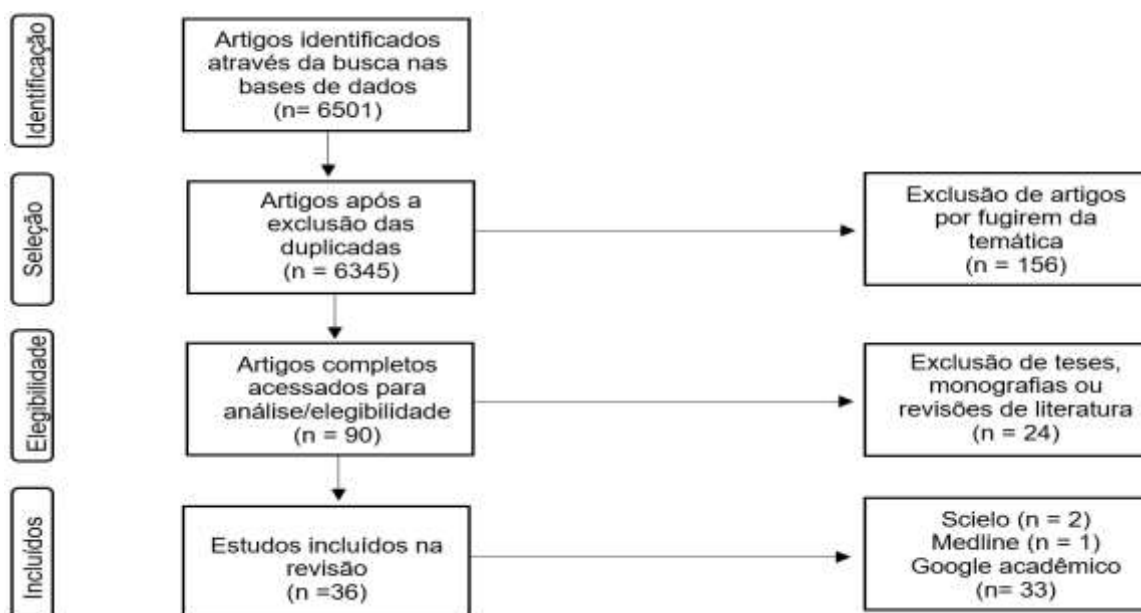 Identificação
Artigos identificados
através da busca nas
bases de dados
(n= 6501)
Seleção
Artigos após a
exclusão das
duplicadas
(n = 6345)
Exclusão de artigos
por fugirem da
temática
(n = 156)
Elegibilidade
Artigos completos
acessados para
análise/elegibilidade
(n = 90)
Exclusão de teses,
monografias ou
revisões de literatura
(n = 24)
Incluídos
Estudos incluídos na
revisão
(n =36)
Scielo (n = 2)
Medline (n = 1)
Google acadêmico
(n= 33)